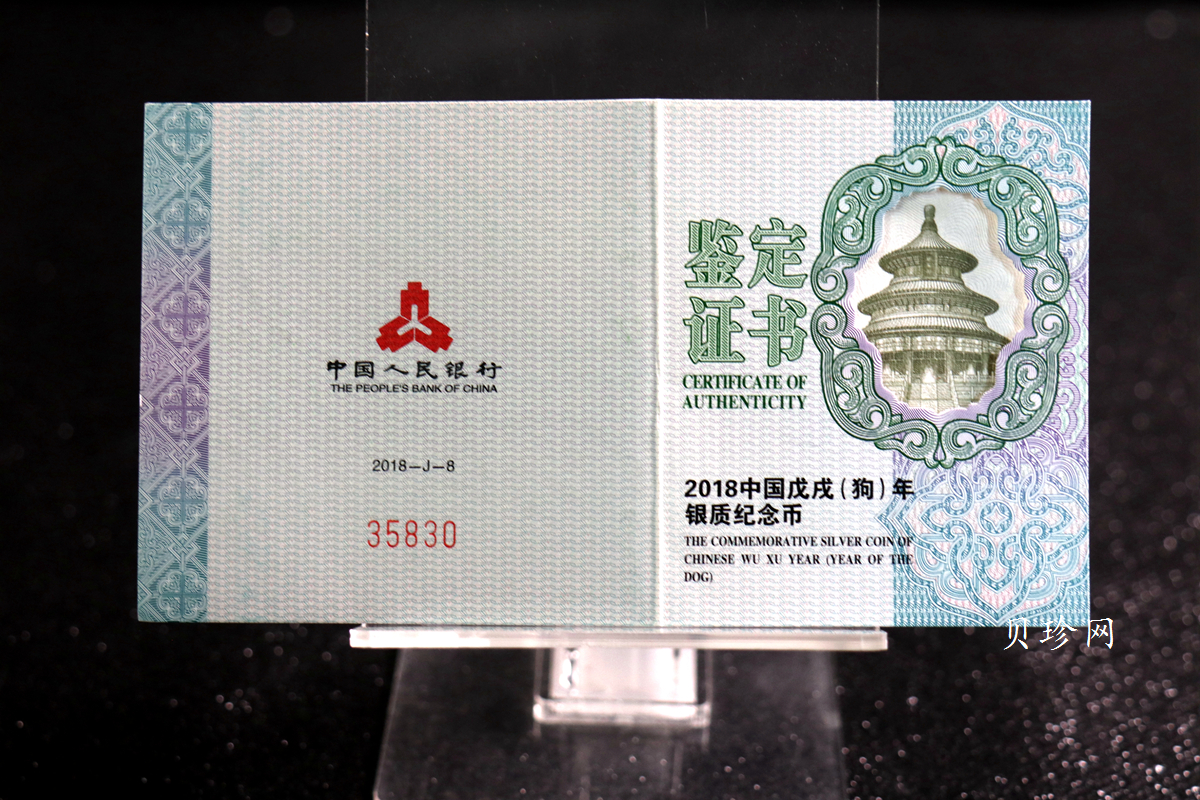 中国人民银行
THE PEOPLE'S BANK OF CHINA
2018－J－8
35830
鉴定
证书
CERTIFICATE OF
AUTHENTICITY
2018中国戊戌（狗）年
银质纪念币
THE COMMEMORATIVE SILVER COIN OF
CHINESE WU XU YEAR (YEAR OF THE
DOG)
贝珍网